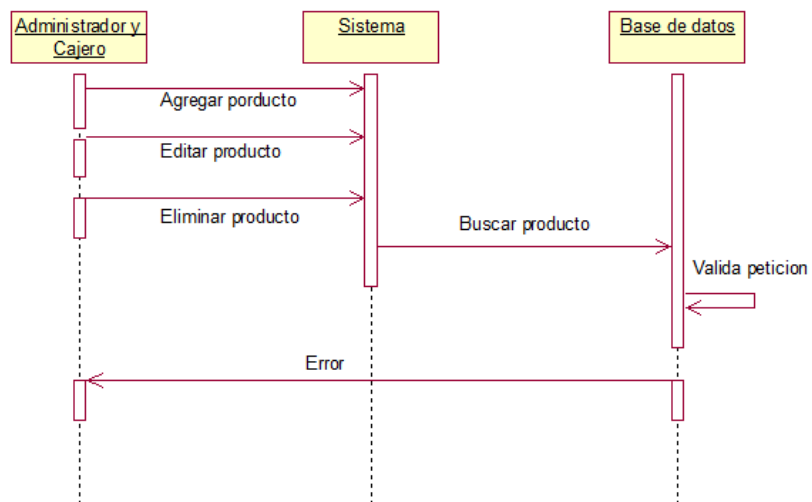 Administrador y
Cajero
Sistema
Base de datos
Agregar porducto
Editar producto
Eliminar producto
Buscar producto
Valida peticion
Error